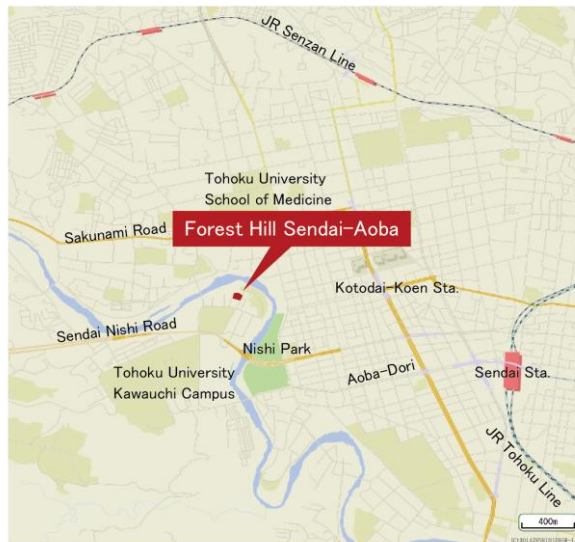 JR Senzan Line
Tohoku University
School of Medicine
Sakunami Road
Forest Hill Sendai-Aoba
Kotodai-Koen Sta.
Sendai Nishi Road
Nishi Park
Tohoku University
Kawauchi Campus
Aoba-Dori
Sendai Sta.
JR Tohoku Line
400m